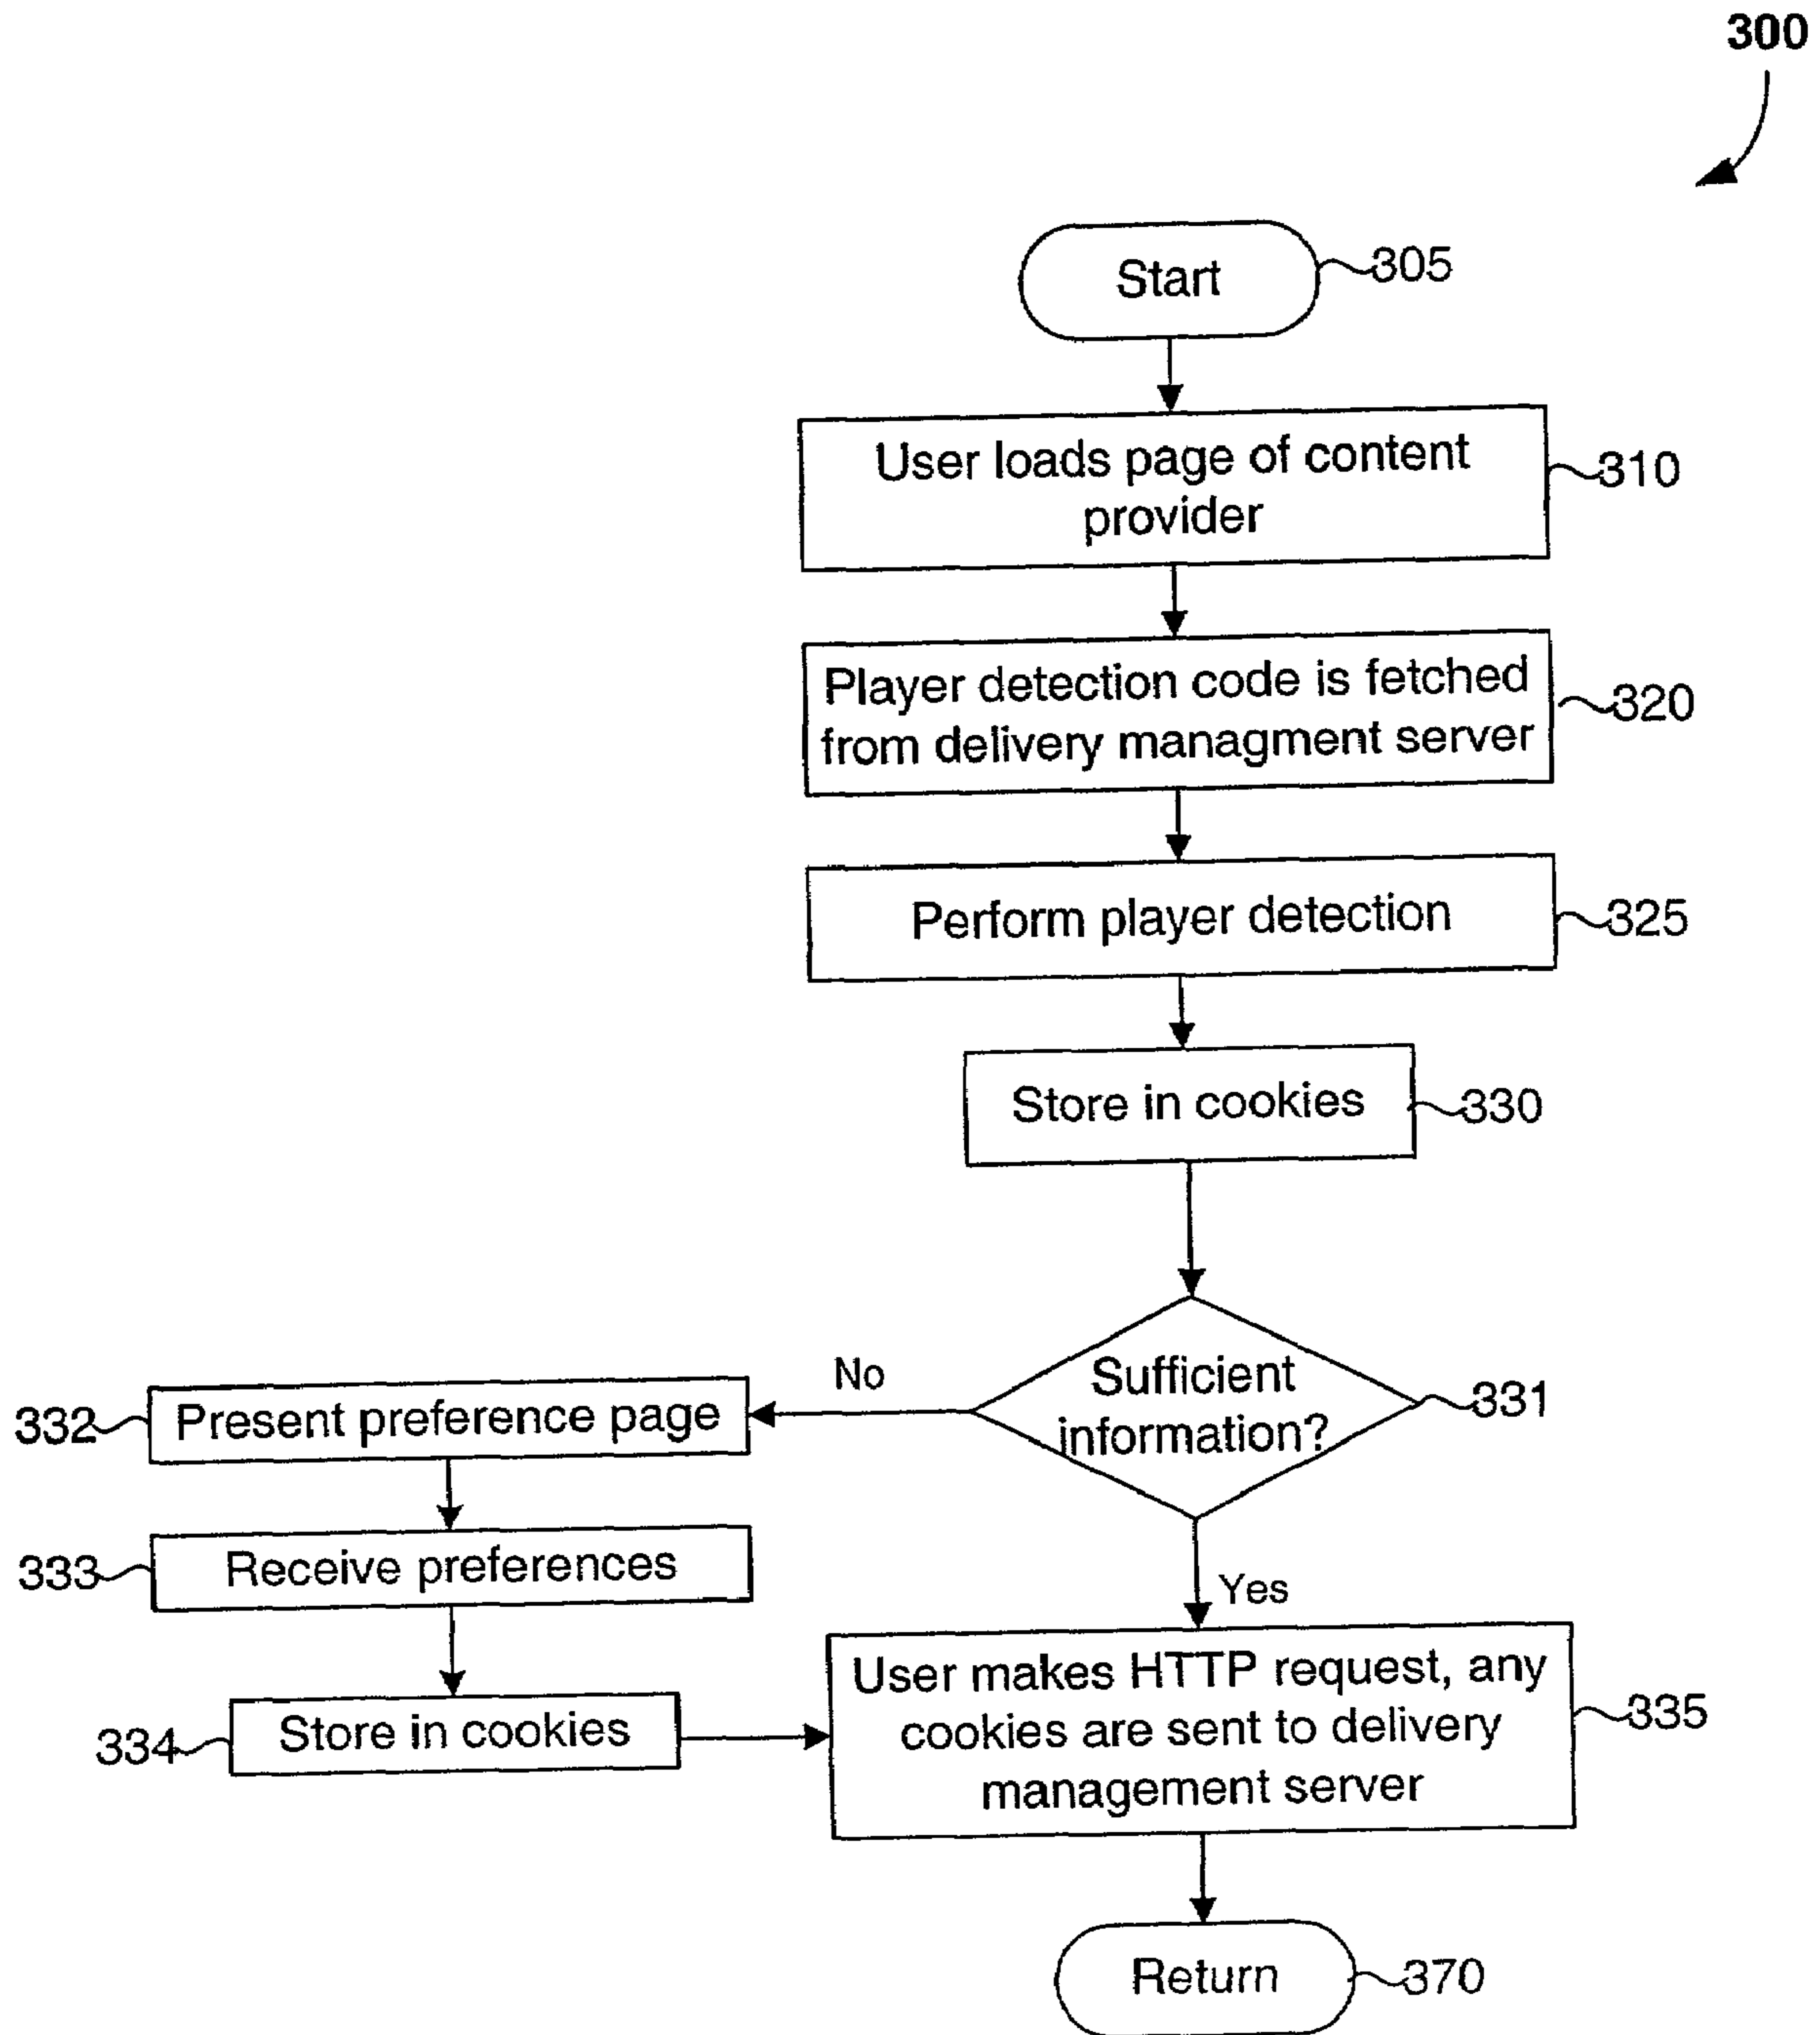 300
Start
305
User loads page of content
provider
310
Player detection code is fetched
from delivery managment server
320
Perform player detection
325
Store in cookies
330
Sufficient
information?
331
No
332
Present preference page
333
Receive preferences
334
Store in cookies
Yes
User makes HTTP request, any
cookies are sent to delivery
management server
335
Return
370